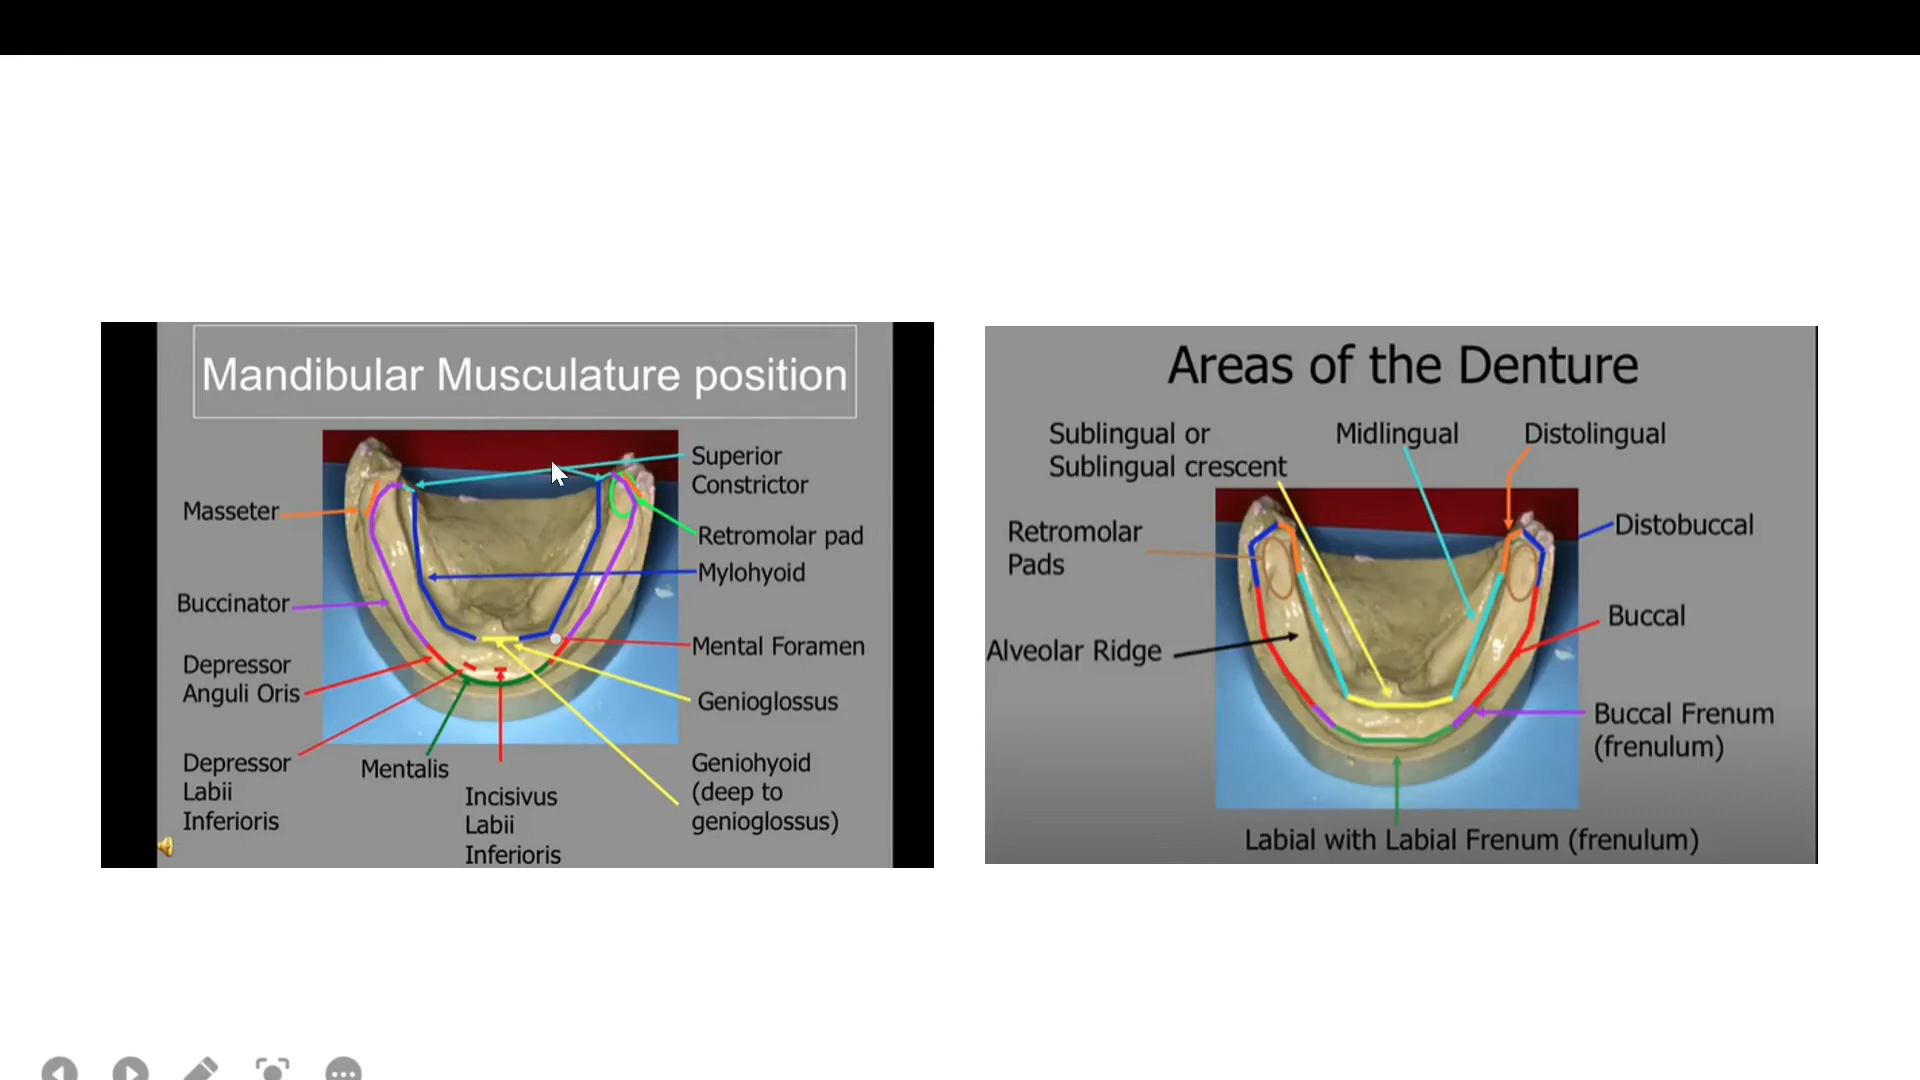 Mandibular Musculature position
Superior
Constrictor
Masseter
Retromolar pad
Mylohyoid
Buccinator
Mental Foramen
Depressor
Anguli Oris
Genioglossus
Depressor
Labii
Inferioris
Mentalis
Incisivus
Labii
Inferioris
Geniohyoid
(deep to
genioglossus)
Areas of the Denture
Sublingual or
Sublingual crescent
Midlingual
Distolingual
Retromolar
Pads
Distobuccal
Buccal
Alveolar Ridge
Buccal Frenum
(frenulum)
Labial with Labial Frenum (frenulum)